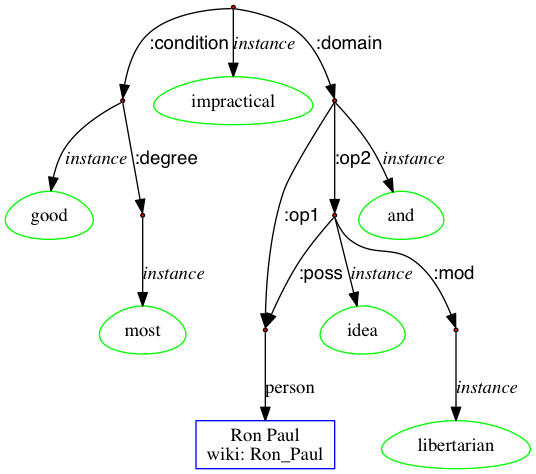 :condition instance :domain
impractical
instance :degree :op2 instance
good :op1 and
instance :poss instance :mod
most idea
person instance
Ron Paul
wiki: Ron_Paul
libertarian